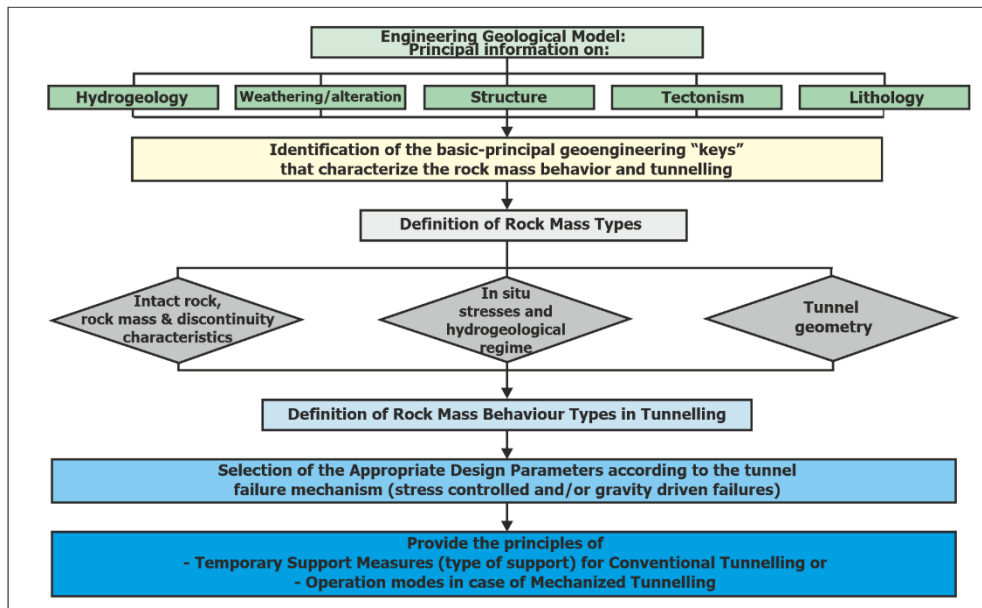 Engineering Geological Model:
Principal information on:
Hydrogeology
Weathering/alteration
Structure
Tectonism
Lithology
Identification of the basic-principal geoengineering “keys”
that characterize the rock mass behavior and tunnelling
Definition of Rock Mass Types
Intact rock,
rock mass & discontinuity
characteristics
In situ
stresses and
hydrogeological
regime
Tunnel
geometry
Definition of Rock Mass Behaviour Types in Tunnelling
Selection of the Appropriate Design Parameters according to the tunnel
failure mechanism (stress controlled and/or gravity driven failures)
Provide the principles of
- Temporary Support Measures (type of support) for Conventional Tunnelling or
- Operation modes in case of Mechanized Tunnelling